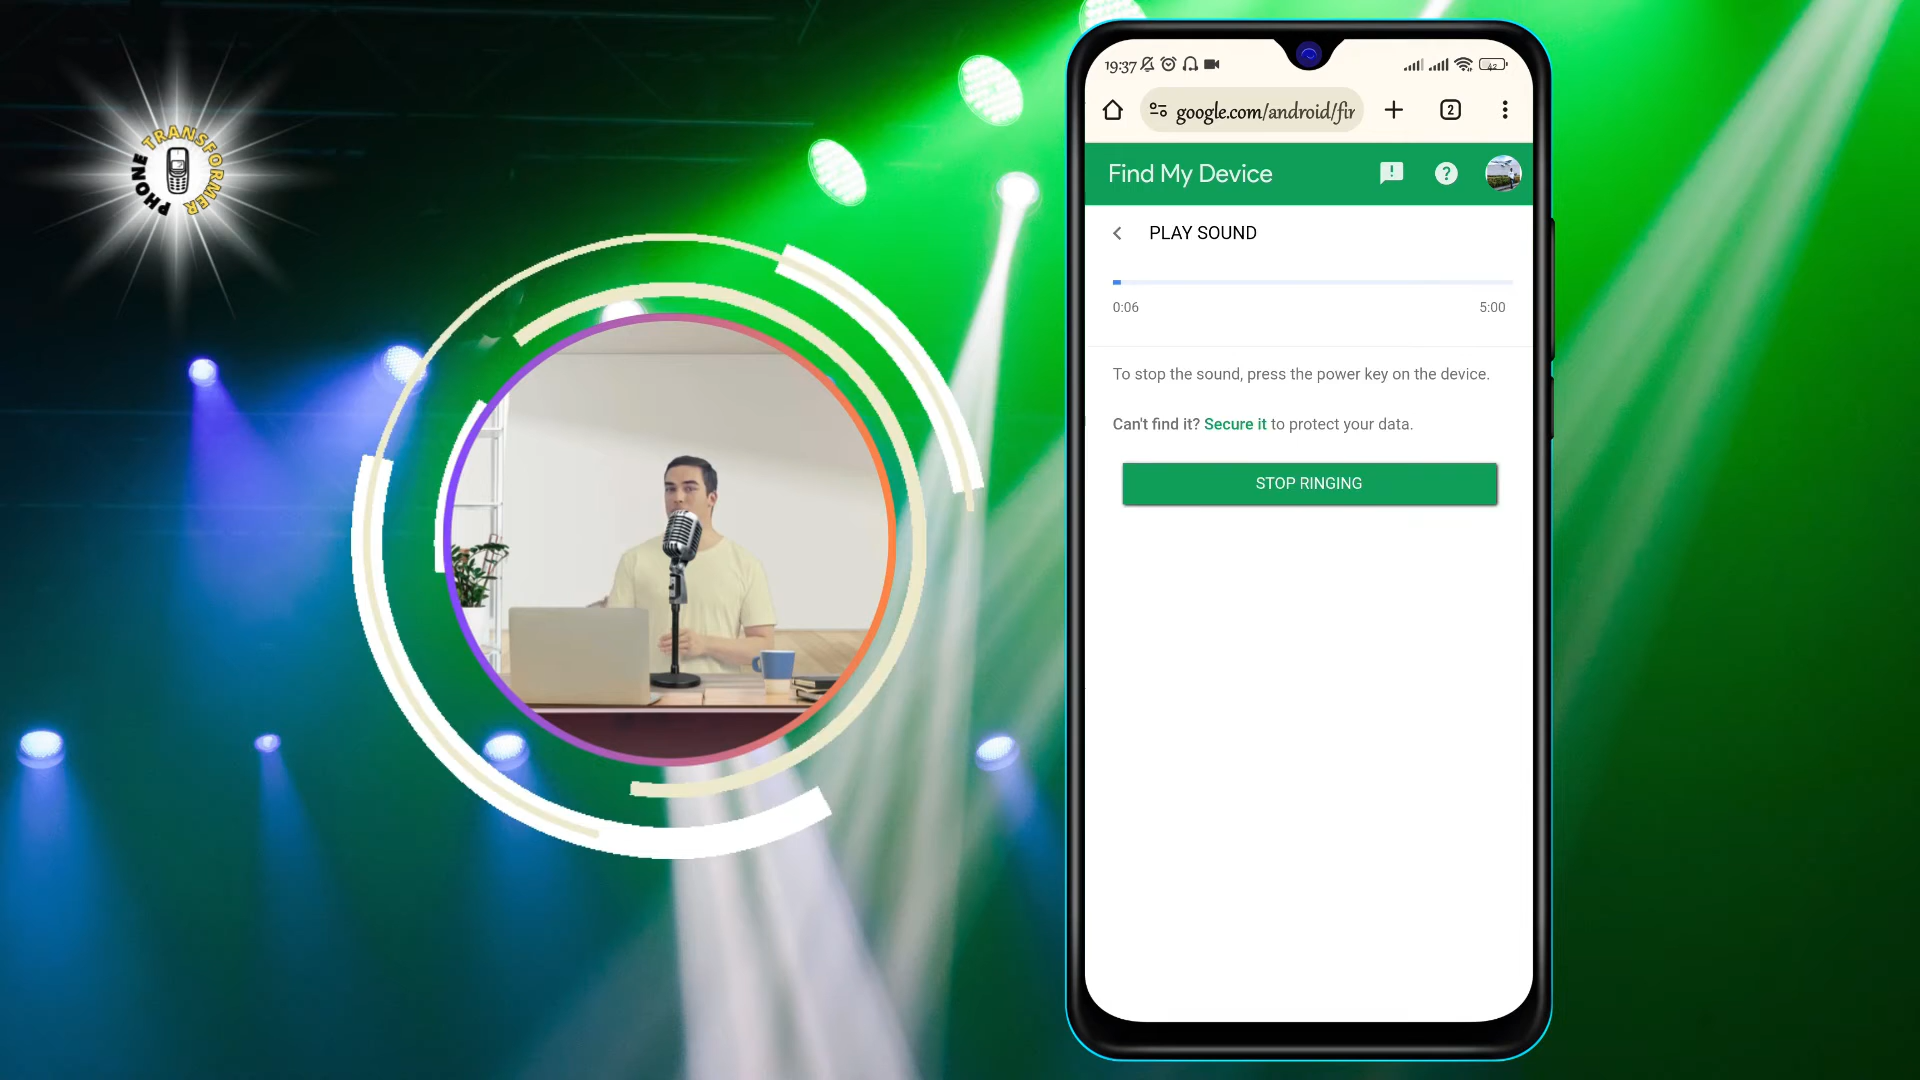 PHONE TRANSFORMER
19:37
42
google.com/android/fir
2
Find My Device
PLAY SOUND
0:06
5:00
To stop the sound, press the power key on the device.
Can't find it? Secure it to protect your data.
STOP RINGING